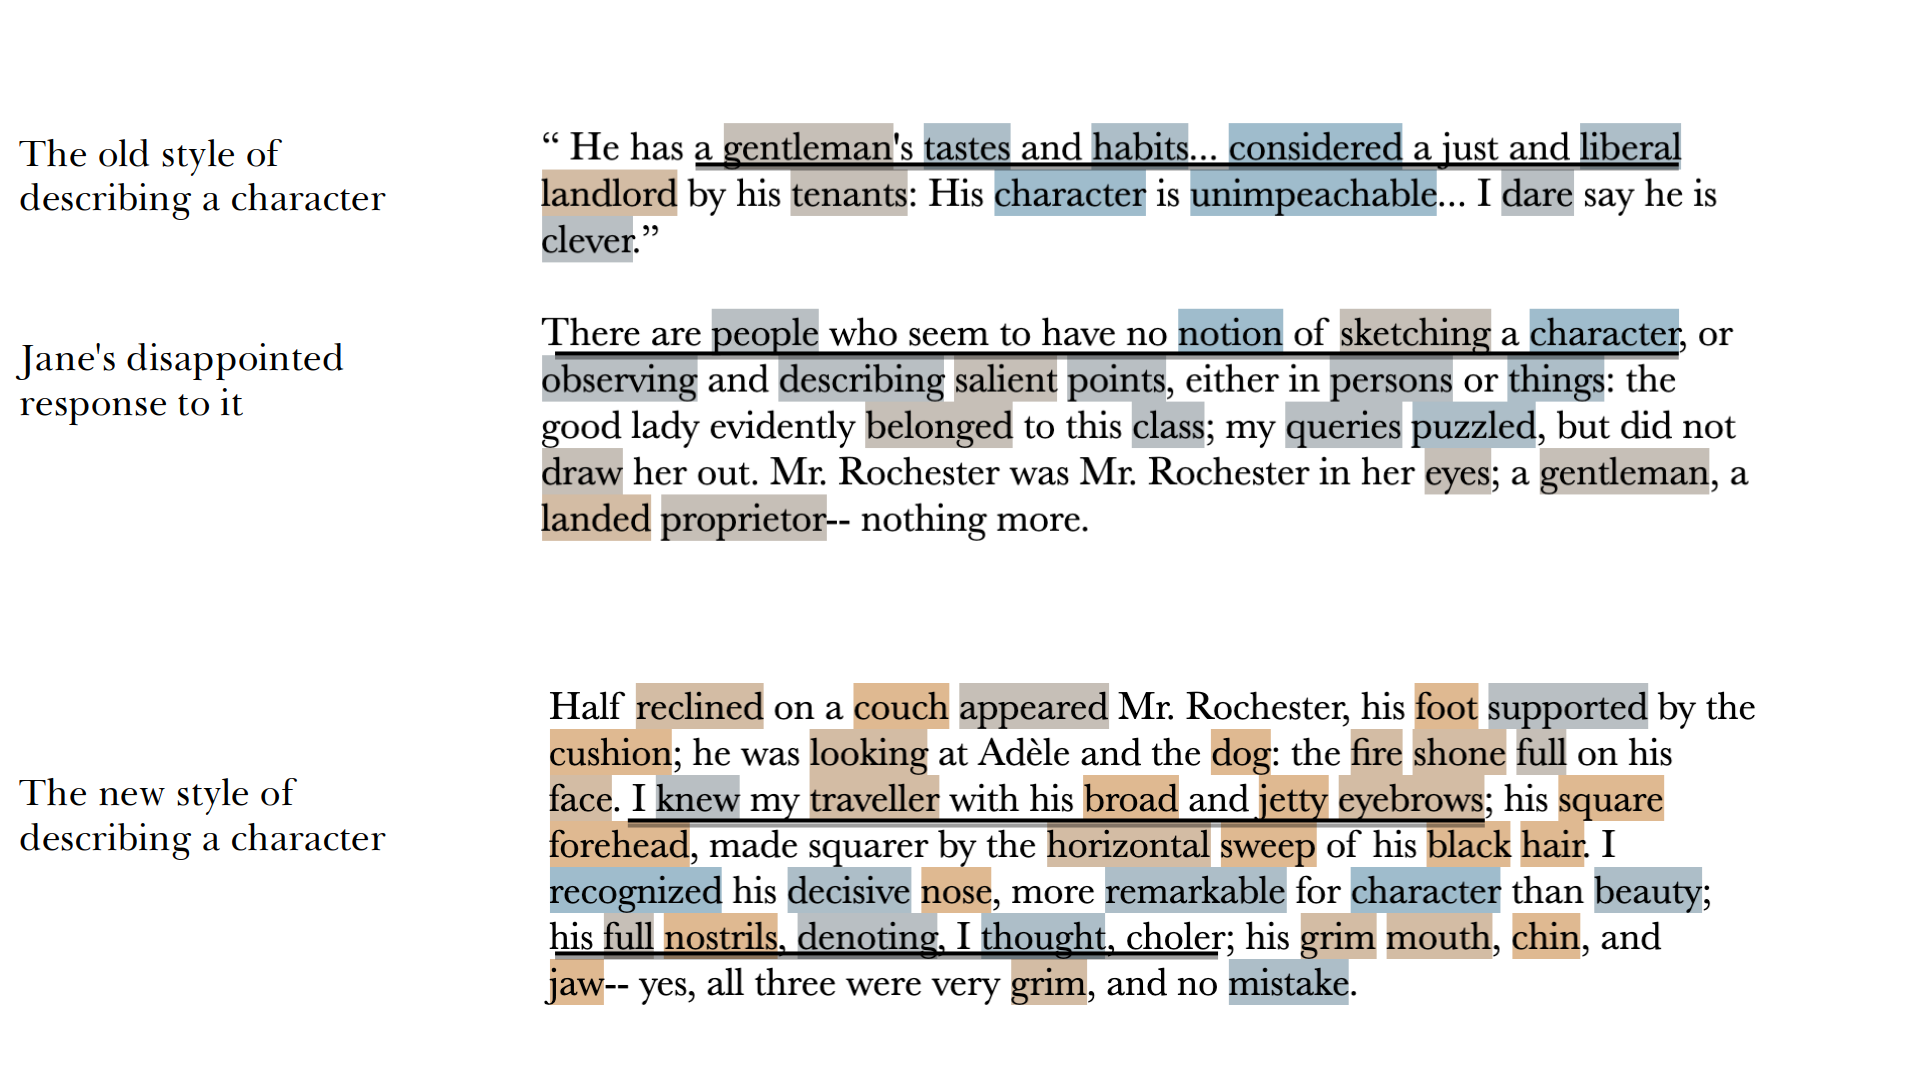 The old style of
describing a character
“ He has a gentleman's tastes and habits... considered a just and liberal
landlord by his tenants: His character is unimpeachable... I dare say he is
clever.”
Jane's disappointed
response to it
There are people who seem to have no notion of sketching a character, or
observing and describing salient points, either in persons or things: the
good lady evidently belonged to this class; my queries puzzled, but did not
draw her out. Mr. Rochester was Mr. Rochester in her eyes; a gentleman, a
landed proprietor-- nothing more.
The new style of
describing a character
Half reclined on a couch appeared Mr. Rochester, his foot supported by the
cushion; he was looking at Adèle and the dog: the fire shone full on his
face. I knew my traveller with his broad and jetty eyebrows; his square
forehead, made squarer by the horizontal sweep of his black hair. I
recognized his decisive nose, more remarkable for character than beauty;
his full nostrils, denoting, I thought, choler; his grim mouth, chin, and
jaw-- yes, all three were very grim, and no mistake.